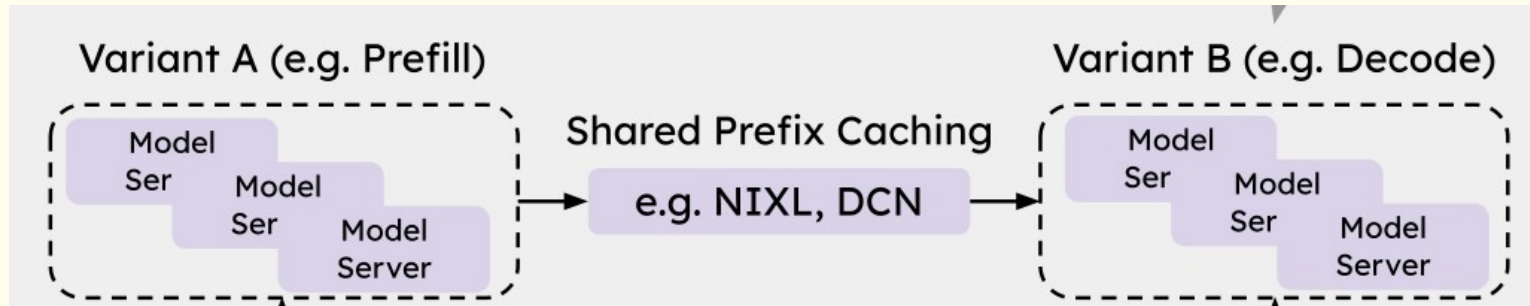 Variant A (e.g. Prefill)
Model
Ser
Model
Ser
Model
Server
Shared Prefix Caching
e.g. NIXL, DCN
Variant B (e.g. Decode)
Model
Ser
Model
Ser
Model
Server